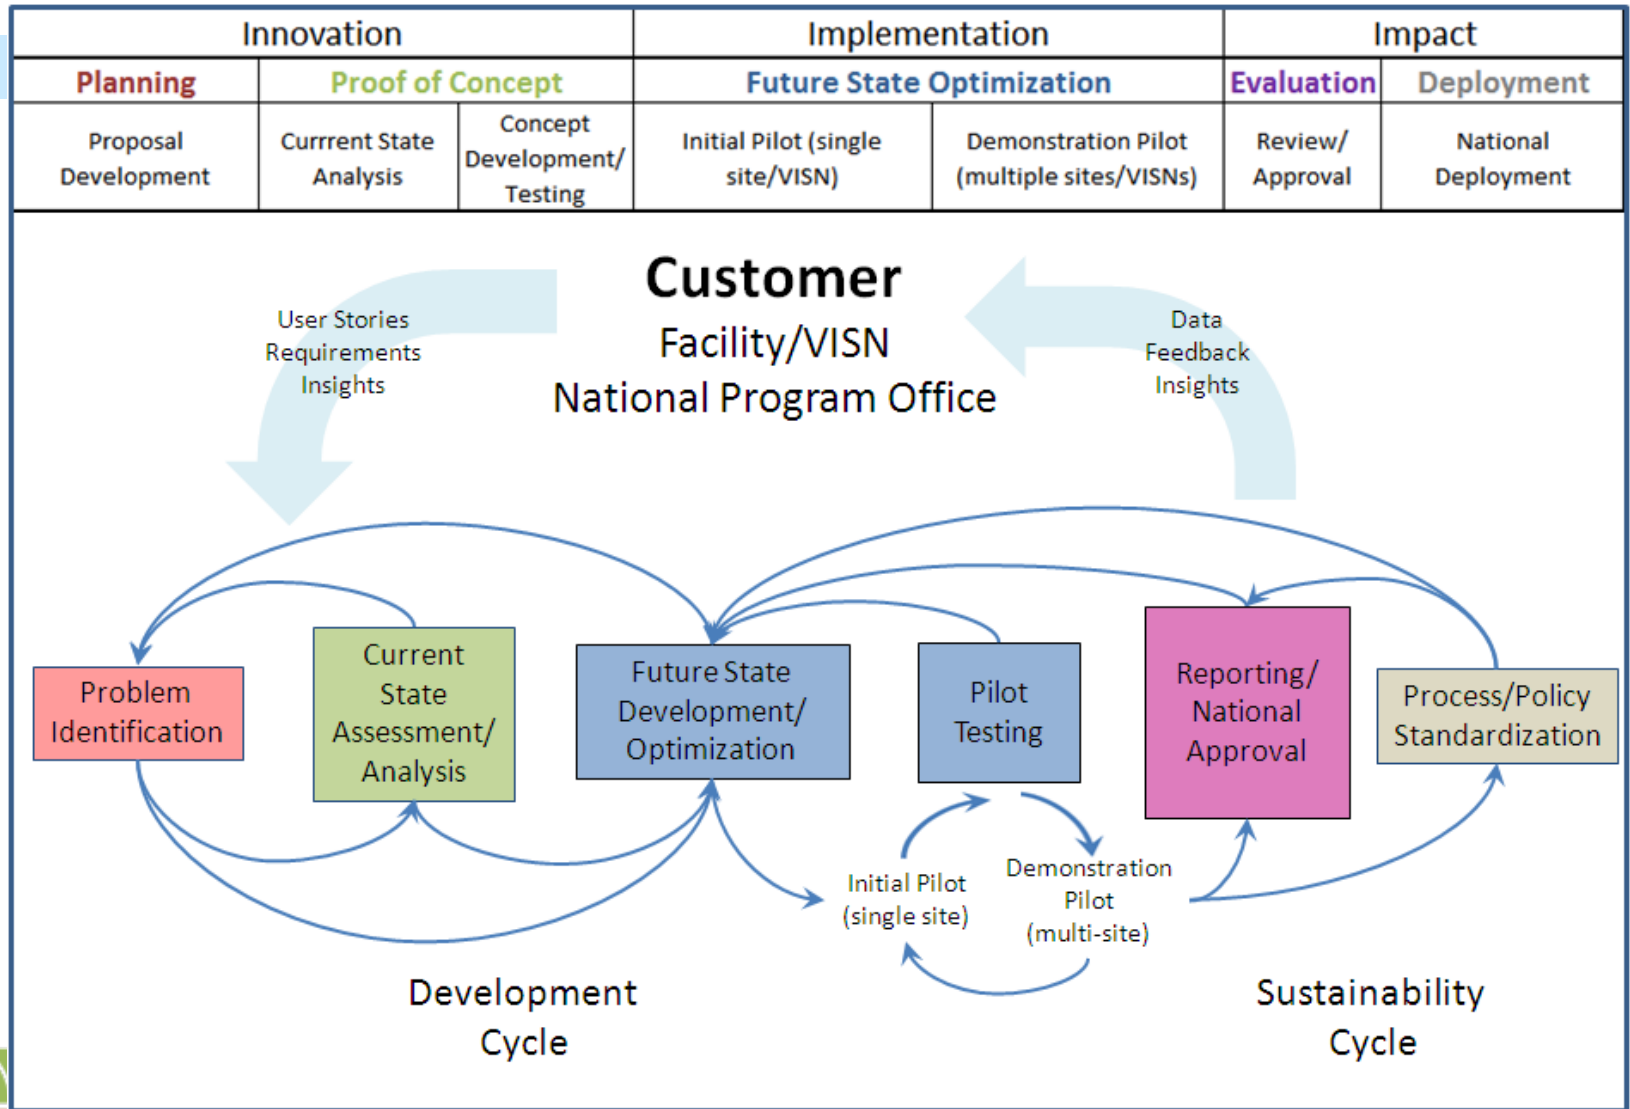 Innovation
Implementation
Impact
Planning
Proof of Concept
Future State Optimization
Evaluation
Deployment
Proposal
Development
Currrent State
Analysis
Concept
Development/
Testing
Initial Pilot (single
site/VISN)
Demonstration Pilot
(multiple sites/VISNs)
Review/
Approval
National
Deployment
Customer
Facility/VISN
National Program Office
User Stories
Requirements
Insights
Data
Feedback
Insights
Problem
Identification
Current
State
Assessment/
Analysis
Future State
Development/
Optimization
Pilot
Testing
Reporting/
National
Approval
Process/Policy
Standardization
Initial Pilot
(single site)
Demonstration
Pilot
(multi-site)
Development
Cycle
Sustainability
Cycle